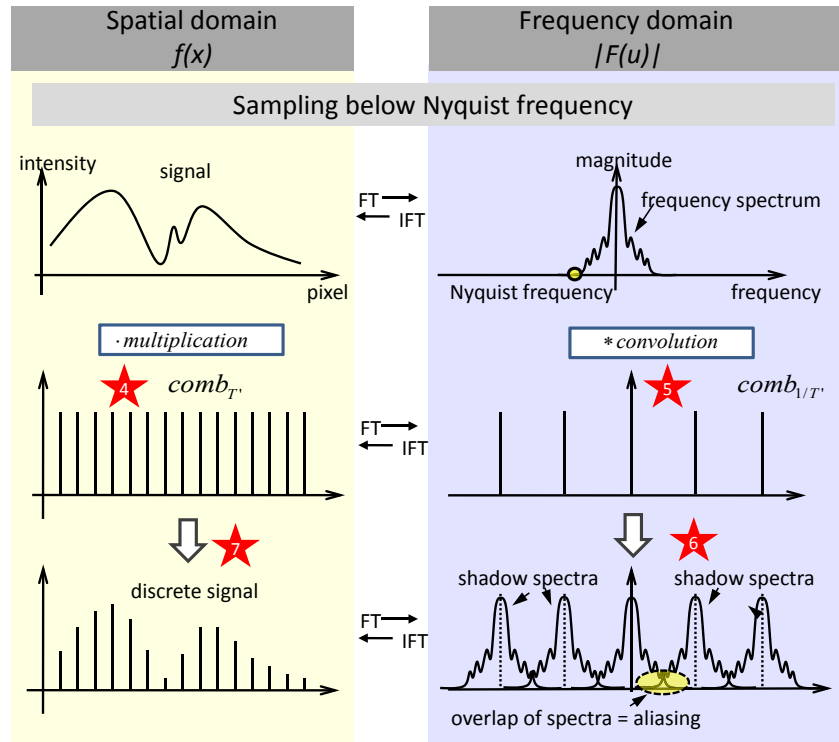 Spatial domain
f(x)
Frequency domain
|F(u)|
Sampling below Nyquist frequency
intensity
signal
pixel
FT
IFT
magnitude
frequency spectrum
Nyquist frequency
frequency
· multiplication
* convolution
4
comb_T'
FT
IFT
5
comb_1/T'
7
6
discrete signal
FT
IFT
shadow spectra
shadow spectra
overlap of spectra = aliasing